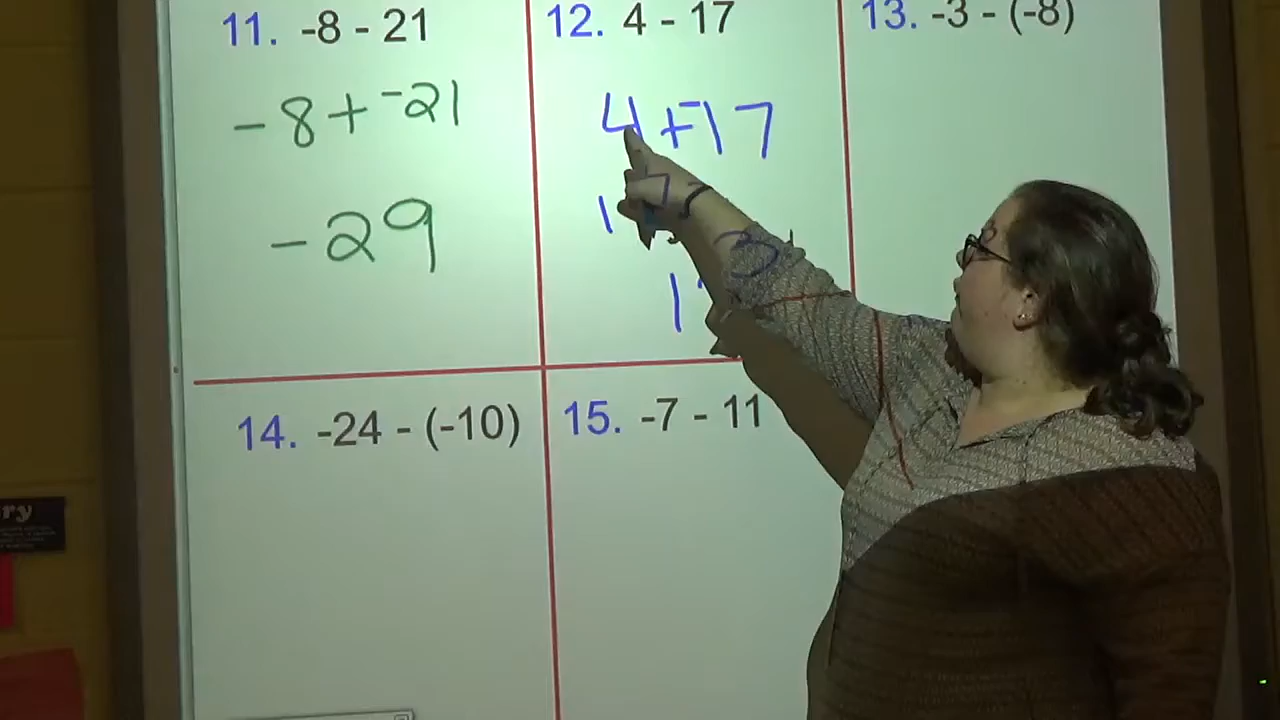 11. -8 - 21
-8+-21
-29
12. 4 - 17
4+-17
13. -3 - (-8)
14. -24 - (-10)
15. -7 - 11
ry